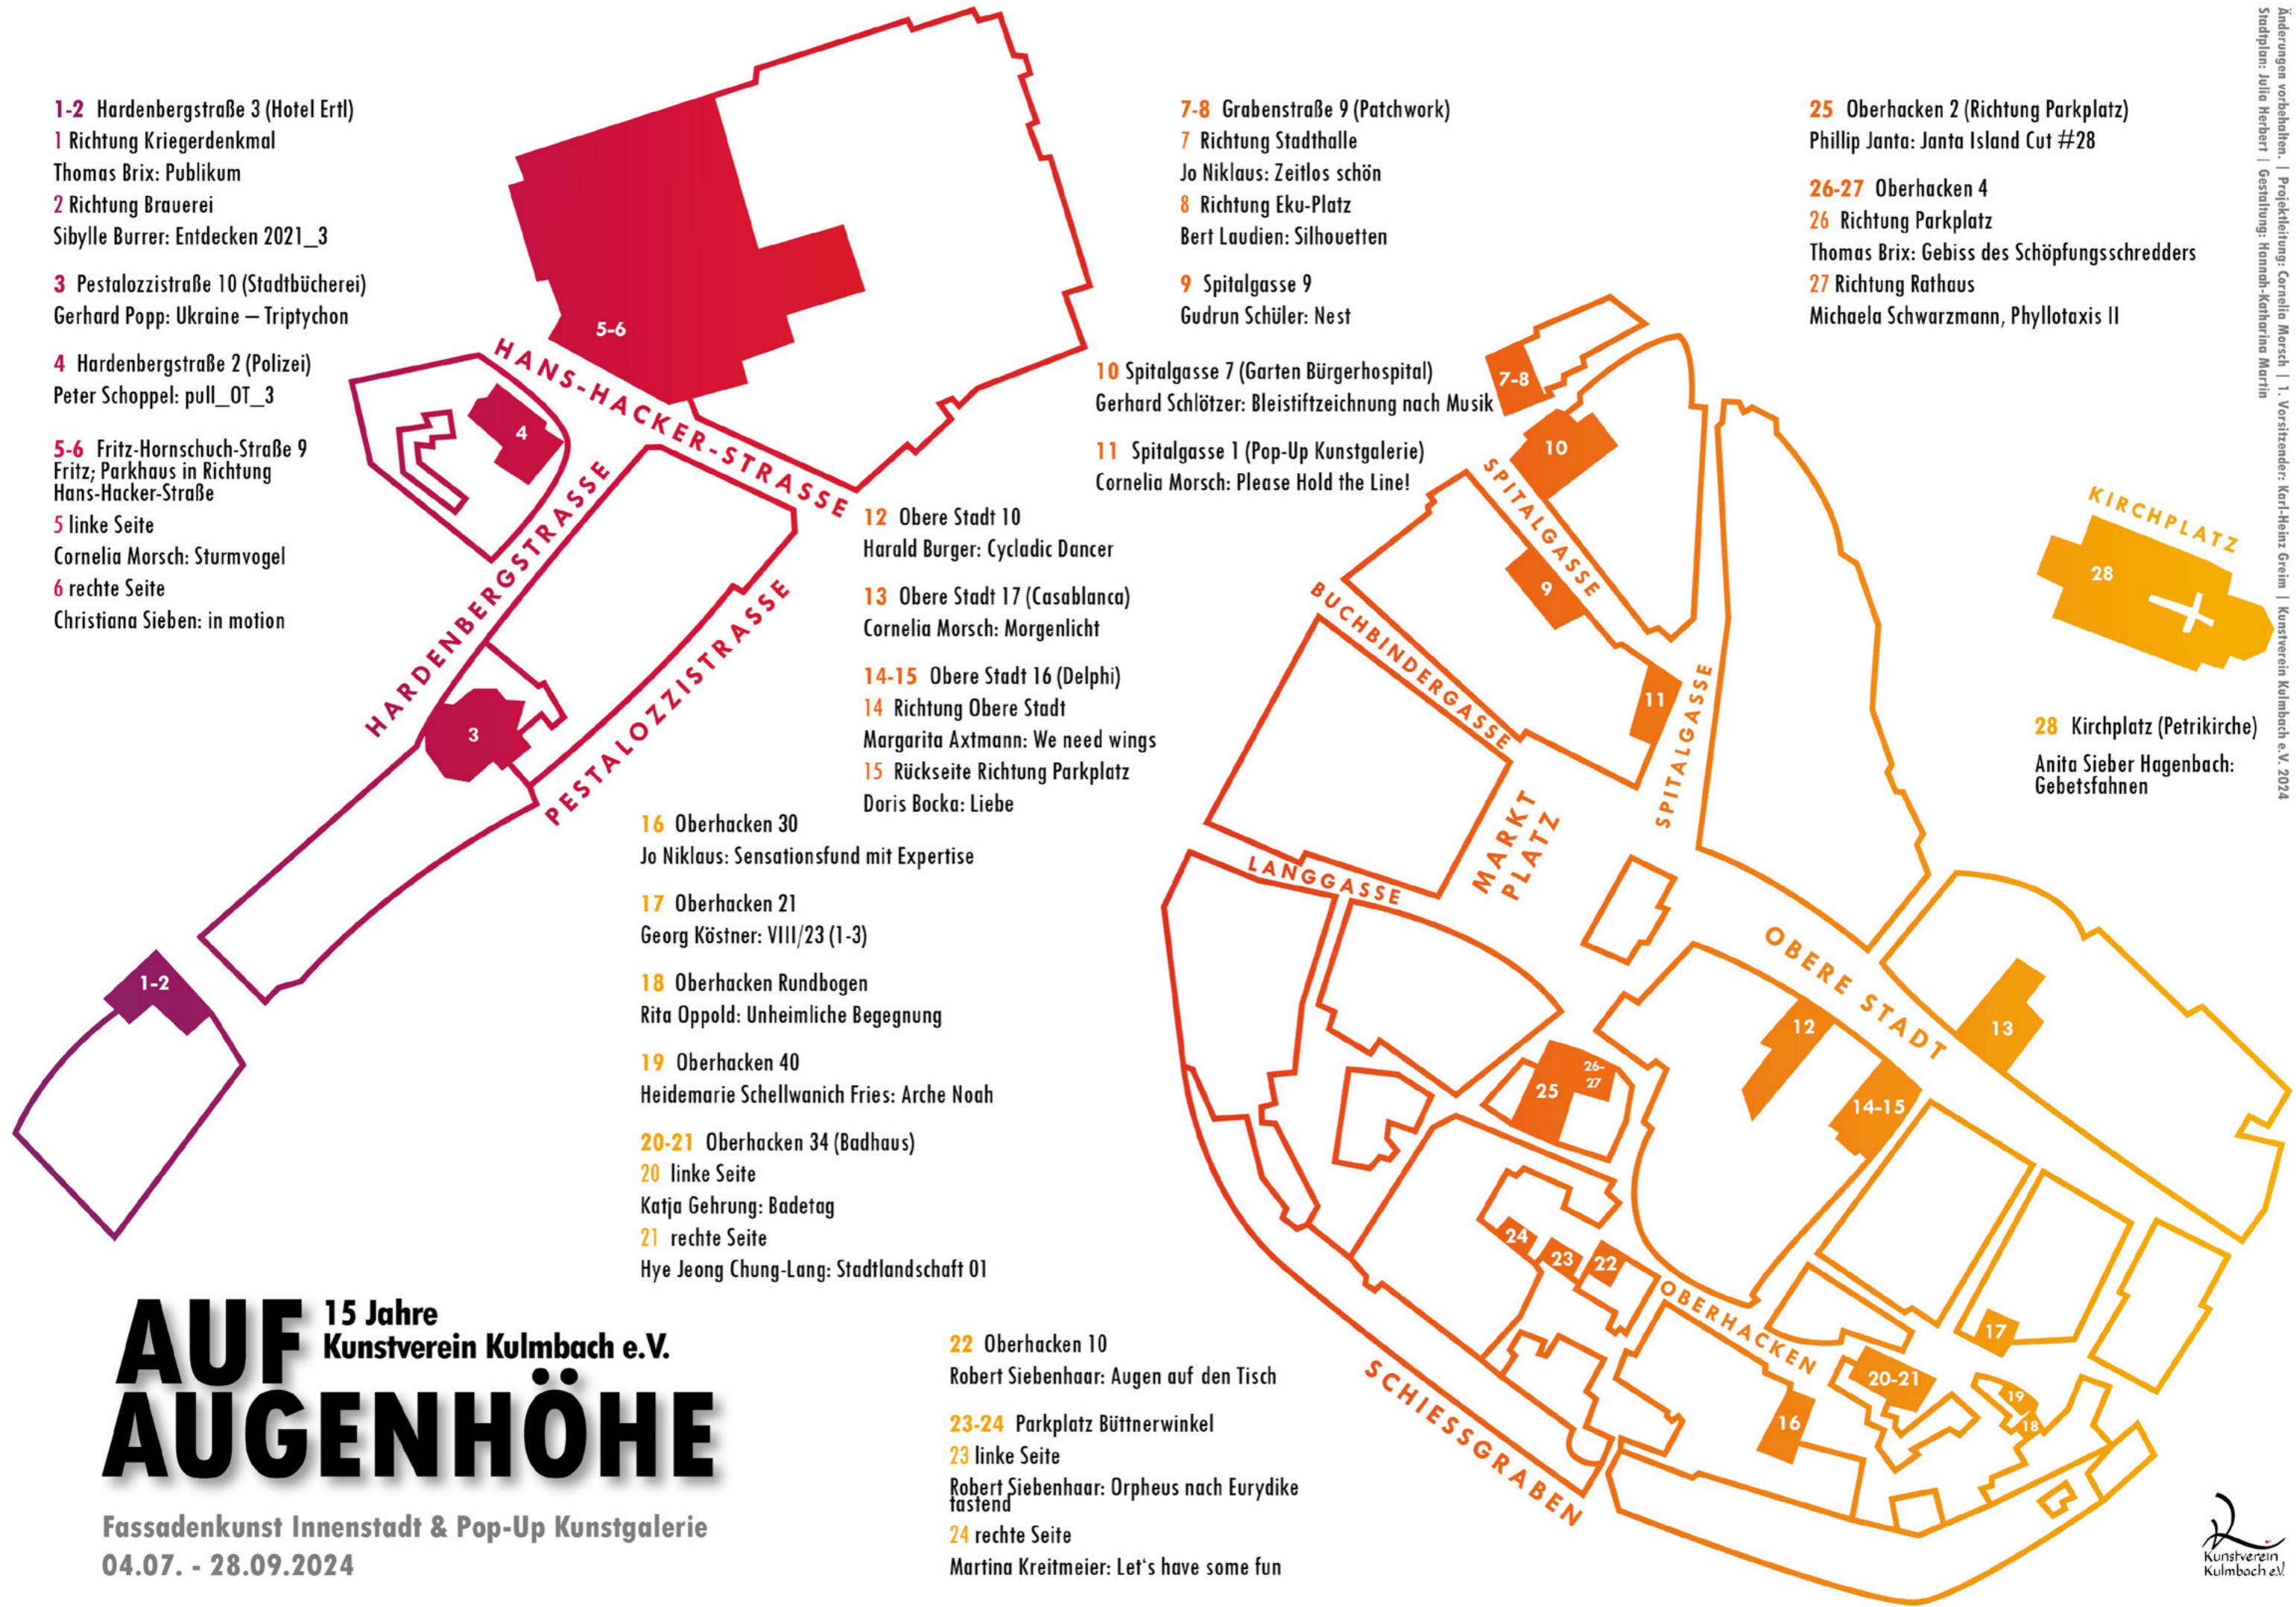 1-2 Hardenbergstraße 3 (Hotel Ertl)
1 Richtung Kriegerdenkmal
Thomas Brix: Publikum
2 Richtung Brauerei
Sibylle Burrer: Entdecken 2021_3
3 Pestalozzistraße 10 (Stadtbücherei)
Gerhard Popp: Ukraine – Triptychon
4 Hardenbergstraße 2 (Polizei)
Peter Schoppel: pull_OT_3
5-6 Fritz-Hornschuch-Straße 9
Fritz; Parkhaus in Richtung
Hans-Hacker-Straße
5 linke Seite
Cornelia Morsch: Sturmvogel
6 rechte Seite
Christiana Sieben: in motion
5-6
HANS-HACKER-STRASSE
4
HARDENBERGSTRASSE
3
PESTALOZZISTRASSE
1-2
7-8 Grabenstraße 9 (Patchwork)
7 Richtung Stadthalle
Jo Niklaus: Zeitlos schön
8 Richtung Eku-Platz
Bert Laudien: Silhouetten
9 Spitalgasse 9
Gudrun Schüler: Nest
10 Spitalgasse 7 (Garten Bürgerhospital)
Gerhard Schlötzer: Bleistiftzeichnung nach Musik
11 Spitalgasse 1 (Pop-Up Kunstgalerie)
Cornelia Morsch: Please Hold the Line!
12 Obere Stadt 10
Harald Burger: Cycladic Dancer
13 Obere Stadt 17 (Casablanca)
Cornelia Morsch: Morgenlicht
14-15 Obere Stadt 16 (Delphi)
14 Richtung Obere Stadt
Margarita Axtmann: We need wings
15 Rückseite Richtung Parkplatz
Doris Bocka: Liebe
16 Oberhacken 30
Jo Niklaus: Sensationsfund mit Expertise
17 Oberhacken 21
Georg Köstner: VIII/23 (1-3)
18 Oberhacken Rundbogen
Rita Oppold: Unheimliche Begegnung
19 Oberhacken 40
Heidemarie Schellwanich Fries: Arche Noah
20-21 Oberhacken 34 (Badhaus)
20 linke Seite
Katja Gehrung: Badetag
21 rechte Seite
Hye Jeong Chung-Lang: Stadtlandschaft 01
22 Oberhacken 10
Robert Siebenhaar: Augen auf den Tisch
23-24 Parkplatz Büttnerwinkel
23 linke Seite
Robert Siebenhaar: Orpheus nach Eurydike
tastend
24 rechte Seite
Martina Kreitmeier: Let's have some fun
25 Oberhacken 2 (Richtung Parkplatz)
Phillip Janta: Janta Island Cut #28
26-27 Oberhacken 4
26 Richtung Parkplatz
Thomas Brix: Gebiss des Schöpfungsschredders
27 Richtung Rathaus
Michaela Schwarzmann, Phyllotaxis II
28 Kirchplatz (Petrikirche)
Anita Sieber Hagenbach:
Gebetsfahnen
7-8
10
SPITALGASSE
9
BUCHBINDERGASSE
11
SPITALGASSE
MARKT
PLATZ
LANGGASSE
KIRCHPLATZ
28
OBERE STADT
12
13
14-15
25
26-
27
24
23
22
OBERHACKEN
17
20-21
19
18
16
SCHIESSGRABEN
AUF
AUGENHÖHE
15 Jahre
Kunstverein Kulmbach e.V.
Fassadenkunst Innenstadt & Pop-Up Kunstgalerie
04.07. - 28.09.2024
Änderungen vorbehalten. | Projektleitung: Cornelia Morsch | 1. Vorsitzender: Karl-Heinz Greim | Kunstverein Kulmbach e.V. 2024
Stadtplan: Julia Herbert | Gestaltung: Hannah-Katharina Martin
Kunstverein
Kulmbach e.V.